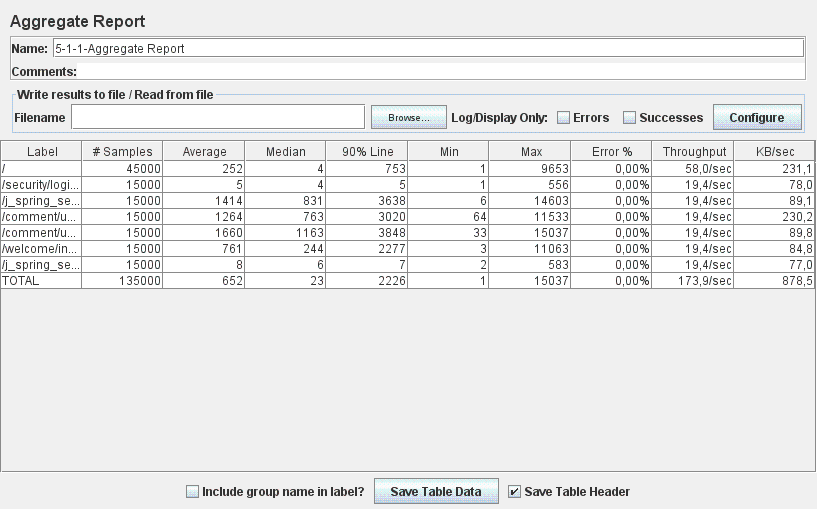 Aggregate Report
Name: 5-1-1-Aggregate Report
Comments:
Write results to file / Read from file
Filename Browse... Log/Display Only: Errors Successes Configure
Label # Samples Average Median 90% Line Min Max Error % Throughput KB/sec
/ 45000 252 4 753 1 9653 0,00% 58,0/sec 231,1
/security/logi... 15000 5 4 5 1 556 0,00% 19,4/sec 78,0
/j_spring_se... 15000 1414 831 3638 6 14603 0,00% 19,4/sec 89,1
/comment/u... 15000 1264 763 3020 64 11533 0,00% 19,4/sec 230,2
/comment/u... 15000 1660 1163 3848 33 15037 0,00% 19,4/sec 89,8
/welcome/in... 15000 761 244 2277 3 11063 0,00% 19,4/sec 84,8
/j_spring_se... 15000 8 6 7 2 583 0,00% 19,4/sec 77,0
TOTAL 135000 652 23 2226 1 15037 0,00% 173,9/sec 878,5
Include group name in label? Save Table Data Save Table Header